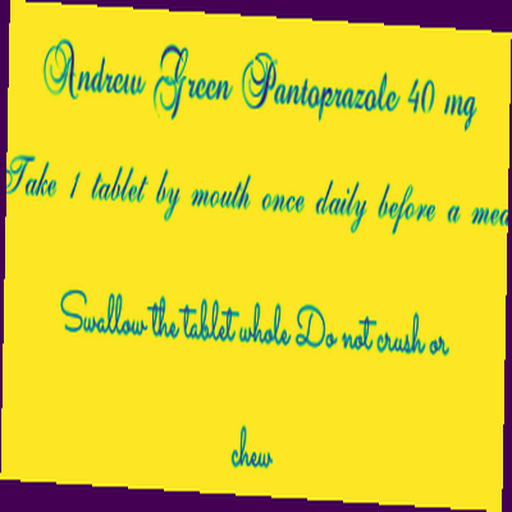 Andrew Green Pantoprazole 40 mg
Take 1 tablet by mouth once daily before a mea
Swallow the tablet whole Do not crush or
chew